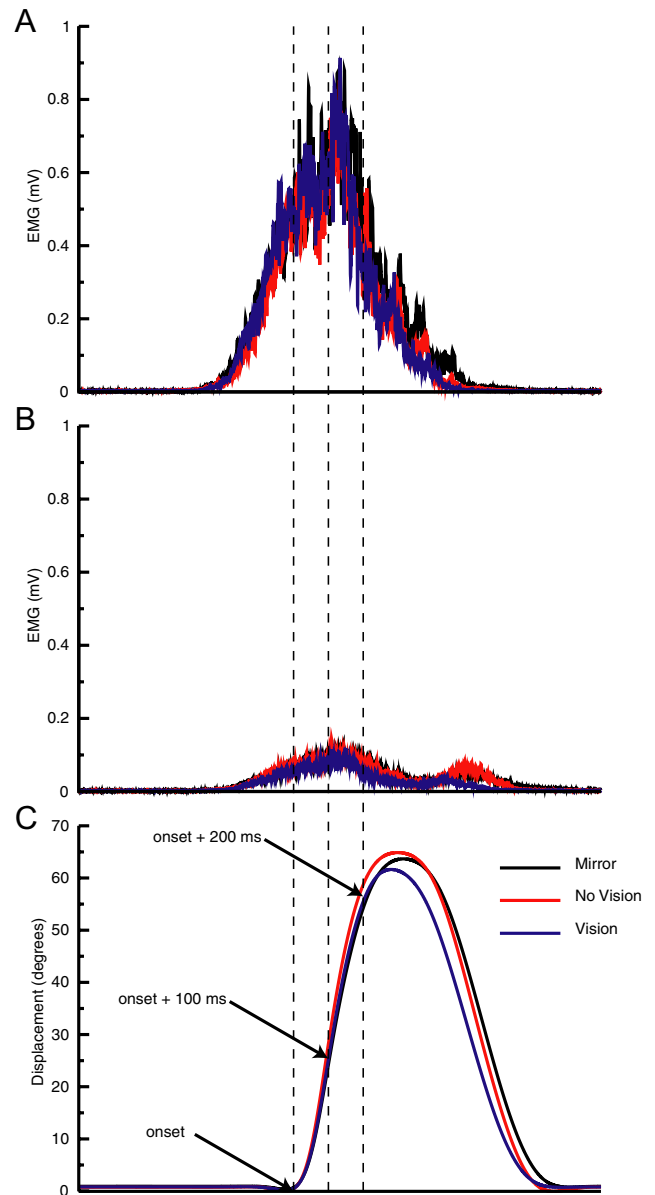 A
1
0.8
0.6
0.4
0.2
0
EMG (mV)
B
1
0.8
0.6
0.4
0.2
0
EMG (mV)
C
70
60
50
40
30
20
10
0
Displacement (degrees)
onset + 200 ms
onset + 100 ms
onset
Mirror
No Vision
Vision